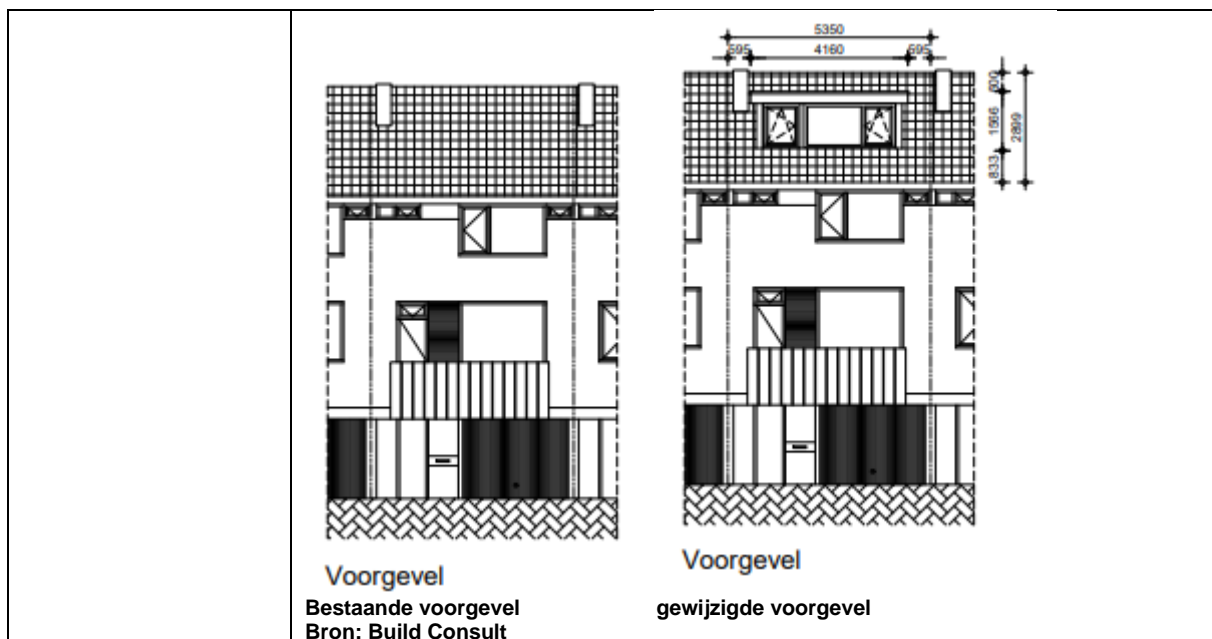 5350
595 4160 595
600
1566
2899
833
Voorgevel
Voorgevel
Bestaande voorgevel gewijzigde voorgevel
Bron: Build Consult